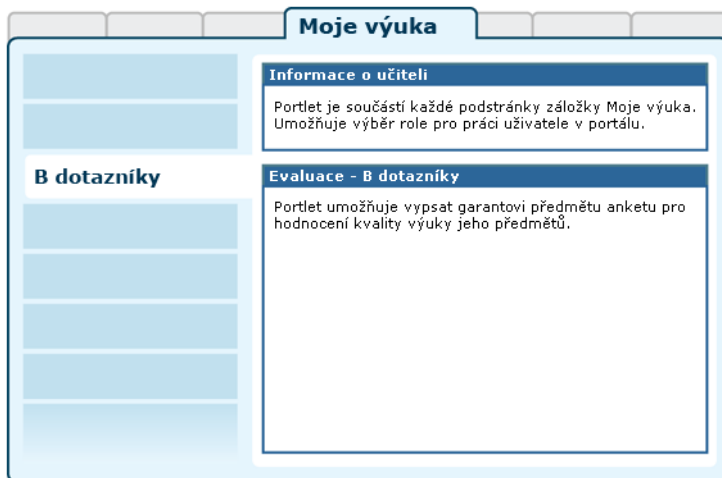 Moje výuka
Informace o učiteli
Portlet je součástí každé podstránky záložky Moje výuka.
Umožňuje výběr role pro práci uživatele v portálu.
B dotazníky
Evaluace - B dotazníky
Portlet umožňuje vypsat garantovi předmětu anketu pro
hodnocení kvality výuky jeho předmětů.